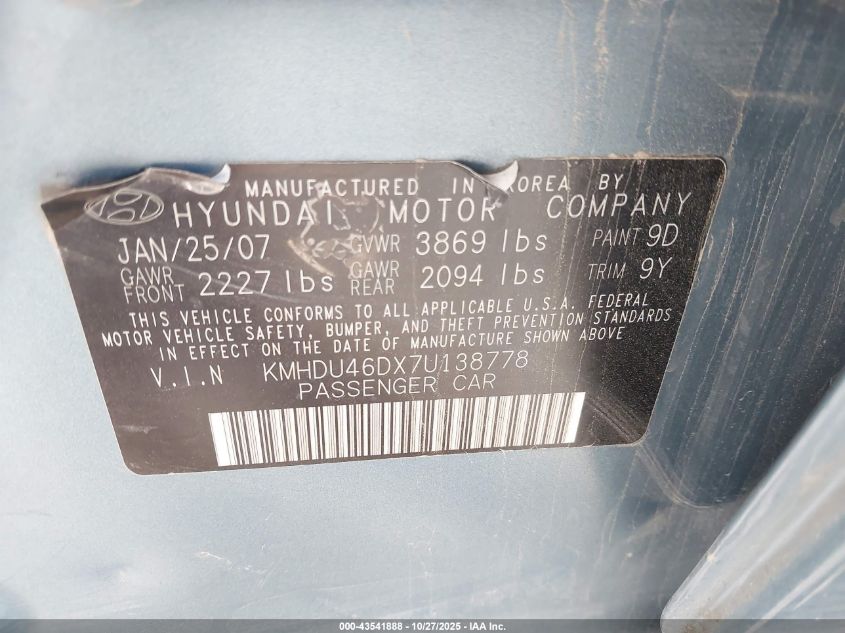 MANUFACTURED IN KOREA BY
HYUNDAI MOTOR COMPANY
JAN/25/07 GVWR 3869 lbs PAINT 9D
GAWR FRONT 2227 lbs GAWR REAR 2094 lbs TRIM 9Y
THIS VEHICLE CONFORMS TO ALL APPLICABLE U.S.A. FEDERAL
MOTOR VEHICLE SAFETY, BUMPER, AND THEFT PREVENTION STANDARDS
IN EFFECT ON THE DATE OF MANUFACTURE SHOWN ABOVE
V.I.N KMHDU46DX7U138778
PASSENGER CAR
000-43541888 - 10/27/2025 - IAA Inc.